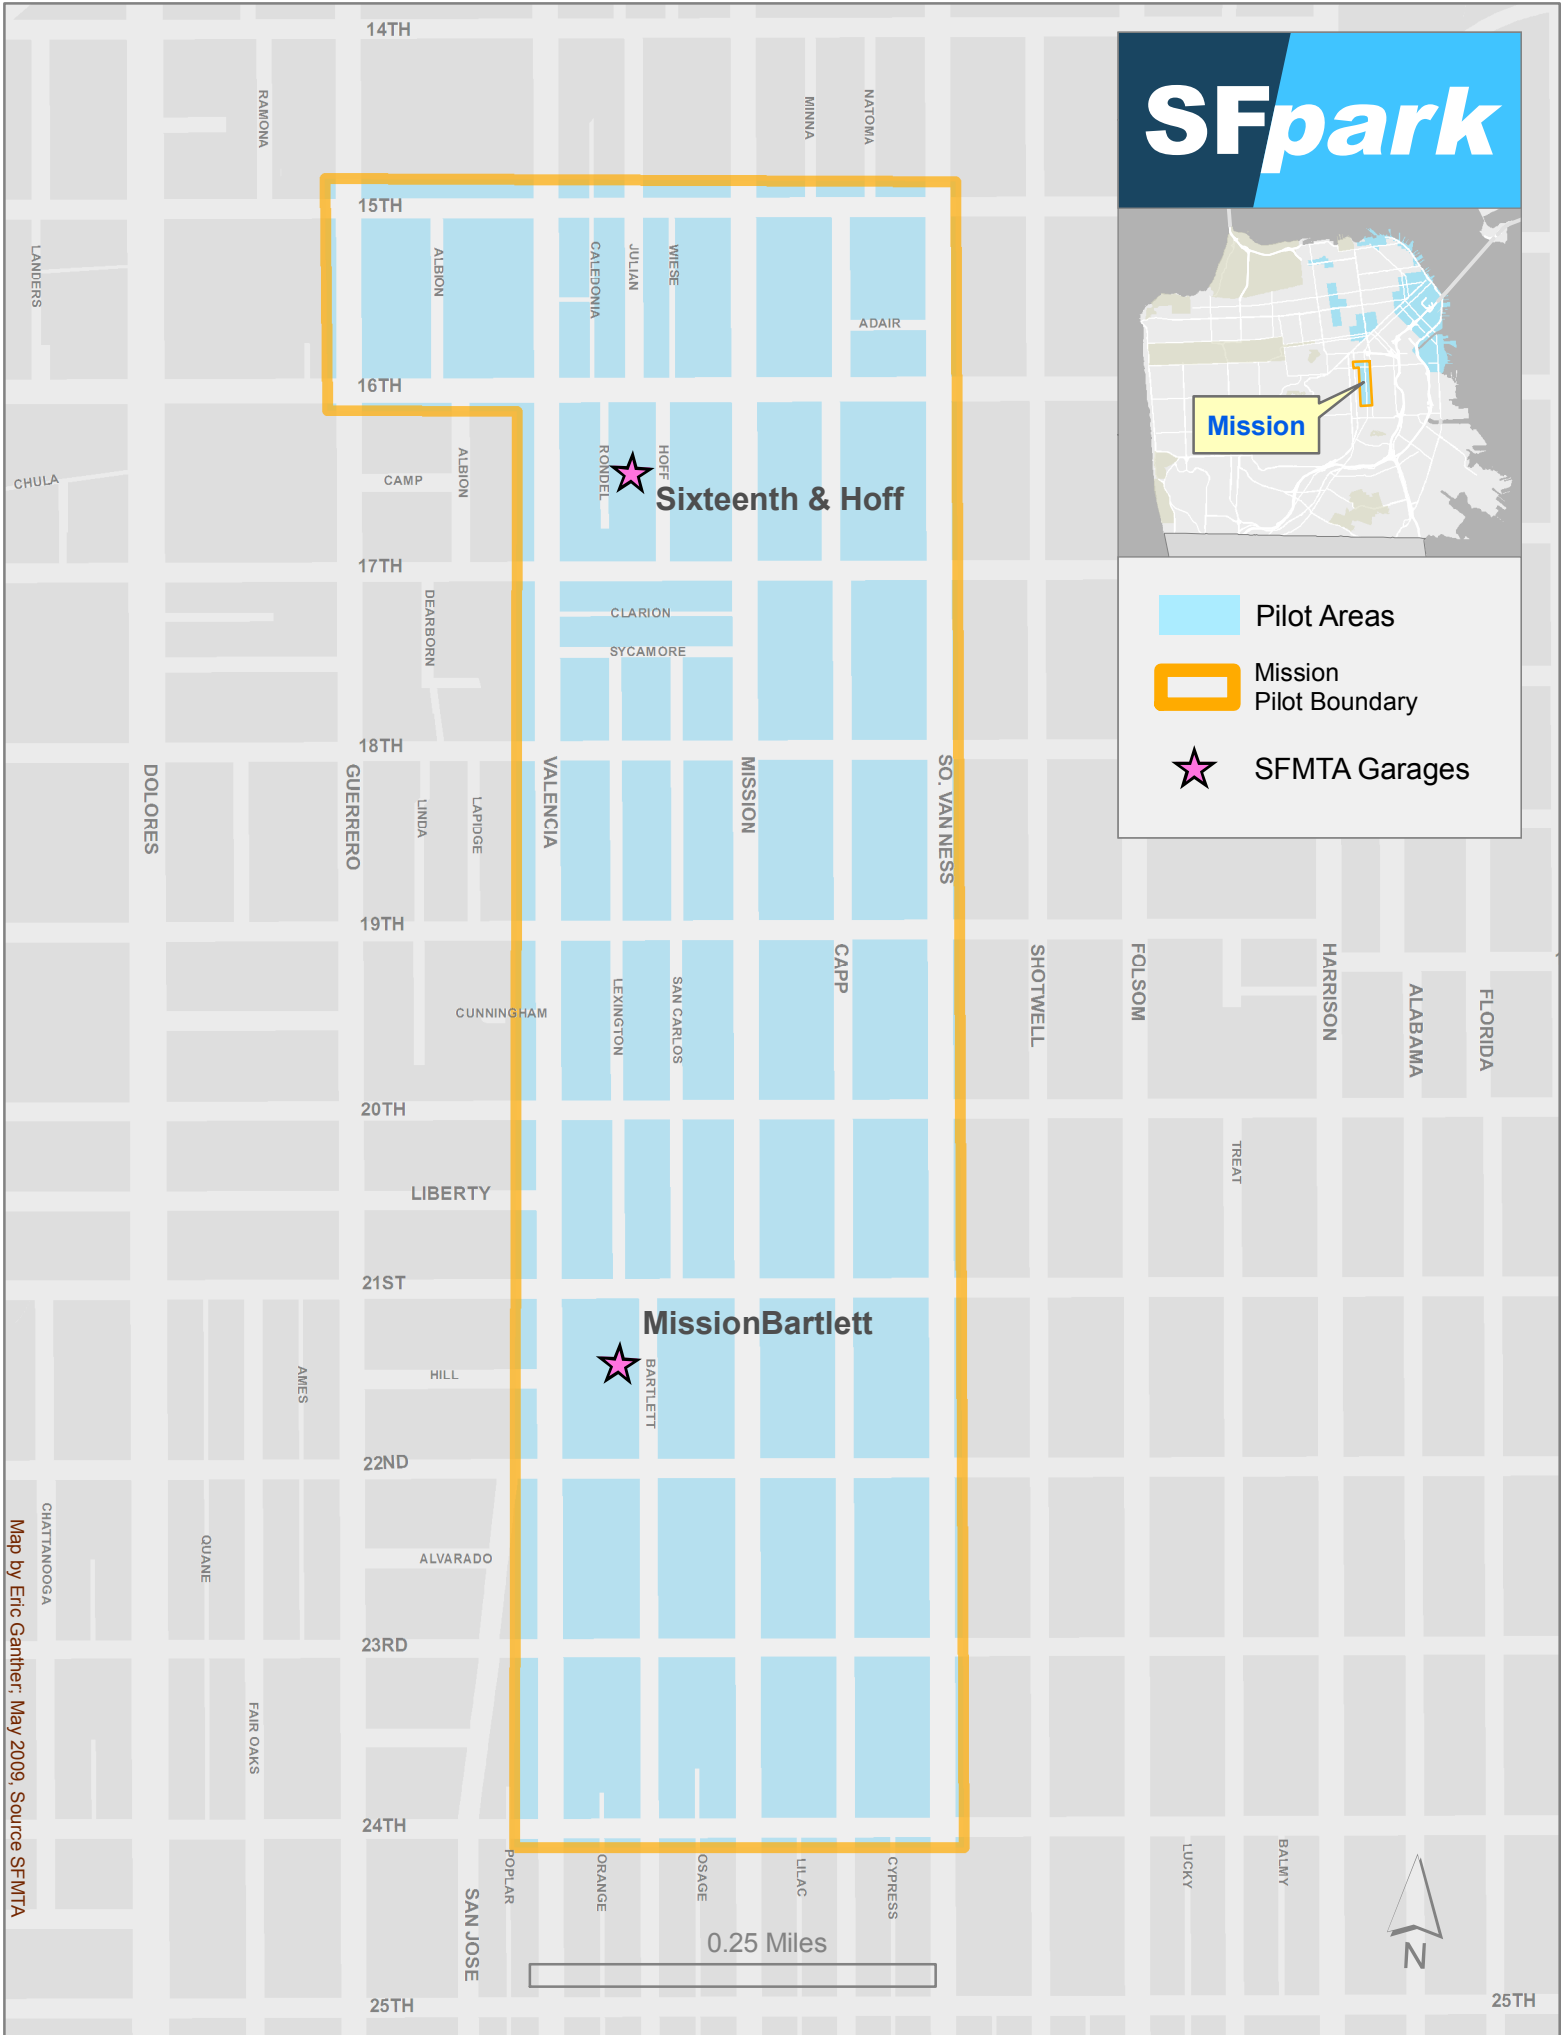 14TH
RAMONA
MINNA
NATOMA
SFpark
15TH
LANDERS
ALBION
CALEDONIA
JULIAN
WIESE
ADAIR
16TH
Mission
CHULA
CAMP
ALBION
RONDEL
HOFF
Sixteenth & Hoff
17TH
DEARBORN
CLARION
SYCAMORE
Pilot Areas
Mission
Pilot Boundary
SFMTA Garages
18TH
DOLORES
GUERRERO
LINDA
LAPIDGE
VALENCIA
MISSION
SO. VAN NESS
19TH
CUNNINGHAM
LEXINGTON
SAN CARLOS
CAPP
SHOTWELL
FOLSOM
HARRISON
ALABAMA
FLORIDA
20TH
TREAT
LIBERTY
21ST
MissionBartlett
AMES
HILL
BARTLETT
22ND
CHATTANOOGA
QUANE
ALVARADO
23RD
FAIR OAKS
24TH
POPLAR
ORANGE
OSAGE
LILAC
CYPRESS
LUCKY
BALMY
SAN JOSE
0.25 Miles
N
25TH
25TH
Map by Eric Ganther; May 2009, Source SFMTA